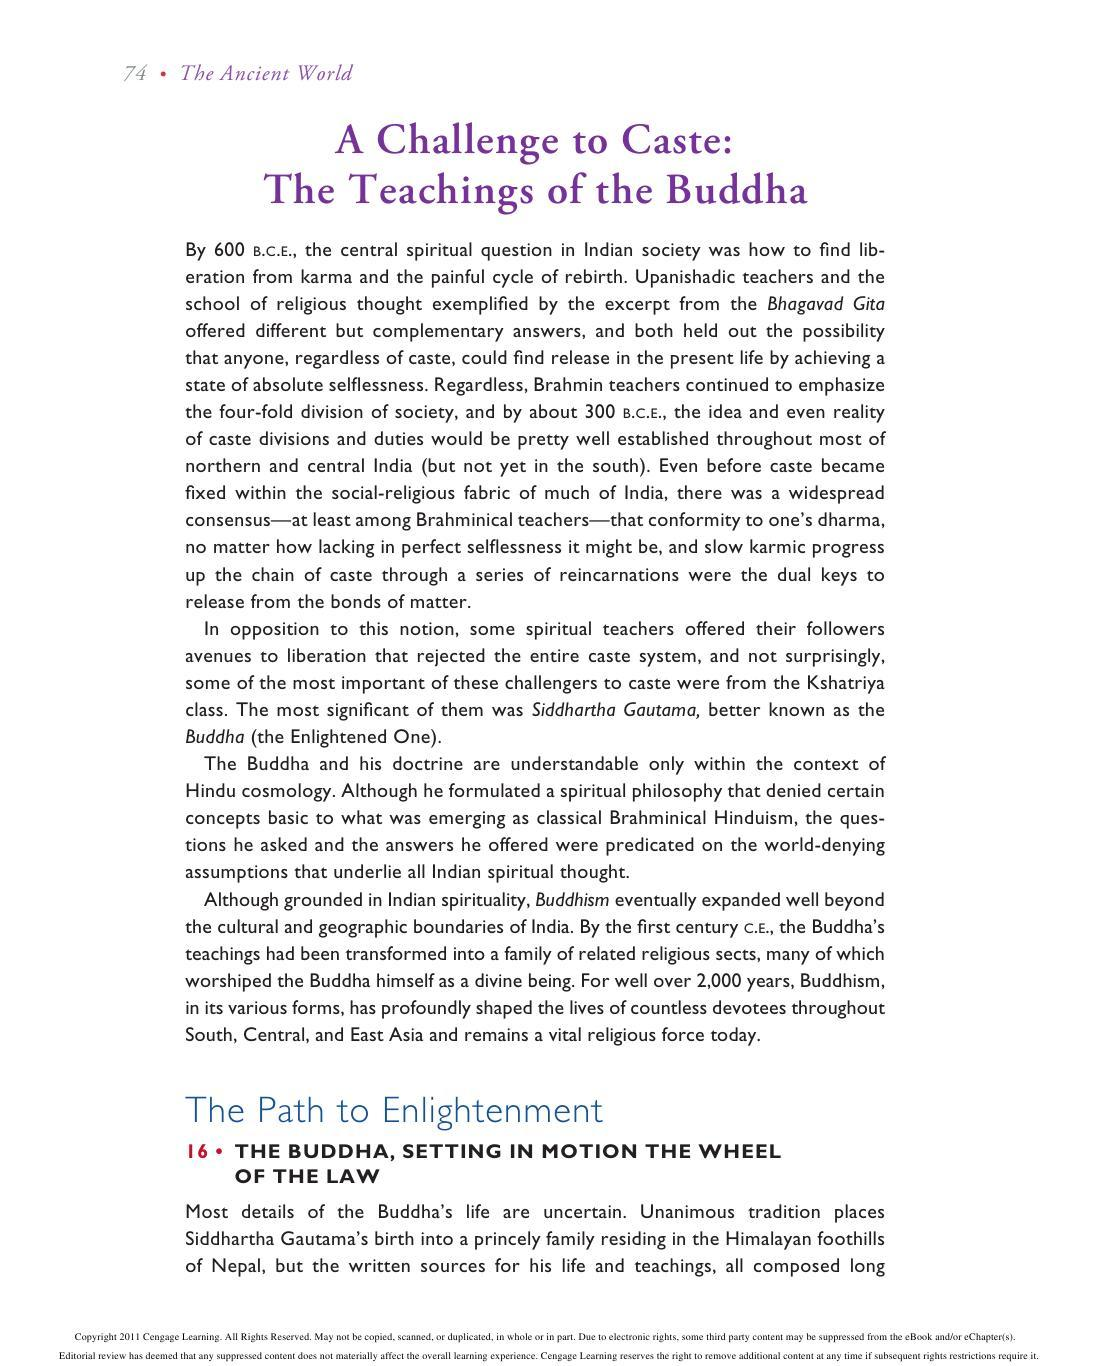 74 • The Ancient World
A Challenge to Caste:
The Teachings of the Buddha
By 600 B.C.E., the central spiritual question in Indian society was how to find lib-
eration from karma and the painful cycle of rebirth. Upanishadic teachers and the
school of religious thought exemplified by the excerpt from the Bhagavad Gita
offered different but complementary answers, and both held out the possibility
that anyone, regardless of caste, could find release in the present life by achieving a
state of absolute selflessness. Regardless, Brahmin teachers continued to emphasize
the four-fold division of society, and by about 300 B.C.E., the idea and even reality
of caste divisions and duties would be pretty well established throughout most of
northern and central India (but not yet in the south). Even before caste became
fixed within the social-religious fabric of much of India, there was a widespread
consensus—at least among Brahminical teachers—that conformity to one’s dharma,
no matter how lacking in perfect selflessness it might be, and slow karmic progress
up the chain of caste through a series of reincarnations were the dual keys to
release from the bonds of matter.
In opposition to this notion, some spiritual teachers offered their followers
avenues to liberation that rejected the entire caste system, and not surprisingly,
some of the most important of these challengers to caste were from the Kshatriya
class. The most significant of them was Siddhartha Gautama, better known as the
Buddha (the Enlightened One).
The Buddha and his doctrine are understandable only within the context of
Hindu cosmology. Although he formulated a spiritual philosophy that denied certain
concepts basic to what was emerging as classical Brahminical Hinduism, the ques-
tions he asked and the answers he offered were predicated on the world-denying
assumptions that underlie all Indian spiritual thought.
Although grounded in Indian spirituality, Buddhism eventually expanded well beyond
the cultural and geographic boundaries of India. By the first century C.E., the Buddha’s
teachings had been transformed into a family of related religious sects, many of which
worshiped the Buddha himself as a divine being. For well over 2,000 years, Buddhism,
in its various forms, has profoundly shaped the lives of countless devotees throughout
South, Central, and East Asia and remains a vital religious force today.
The Path to Enlightenment
16 • THE BUDDHA, SETTING IN MOTION THE WHEEL
OF THE LAW
Most details of the Buddha’s life are uncertain. Unanimous tradition places
Siddhartha Gautama’s birth into a princely family residing in the Himalayan foothills
of Nepal, but the written sources for his life and teachings, all composed long
Copyright 2011 Cengage Learning. All Rights Reserved. May not be copied, scanned, or duplicated, in whole or in part. Due to electronic rights, some third party content may be suppressed from the eBook and/or eChapter(s).
Editorial review has deemed that any suppressed content does not materially affect the overall learning experience. Cengage Learning reserves the right to remove additional content at any time if subsequent rights restrictions require it.